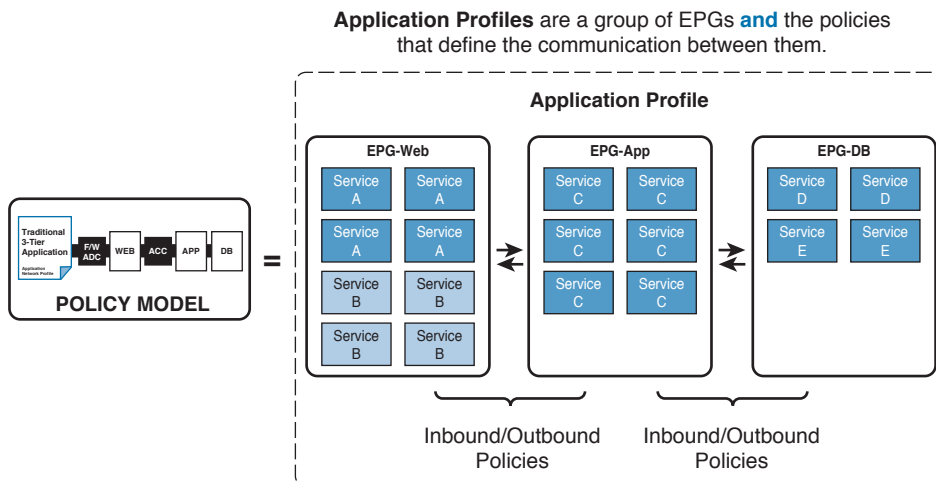 Application Profiles are a group of EPGs and the policies
that define the communication between them.
Application Profile
EPG-Web
Service
A
Service
A
Service
A
Service
A
Service
B
Service
B
Service
B
Service
B
EPG-App
Service
C
Service
C
Service
C
Service
C
Service
C
Service
C
EPG-DB
Service
D
Service
D
Service
E
Service
E
Traditional
3-Tier
Application
Application
Network Profile
F/W
ADC
WEB
ACC
APP
DB
POLICY MODEL
=
Inbound/Outbound
Policies
Inbound/Outbound
Policies